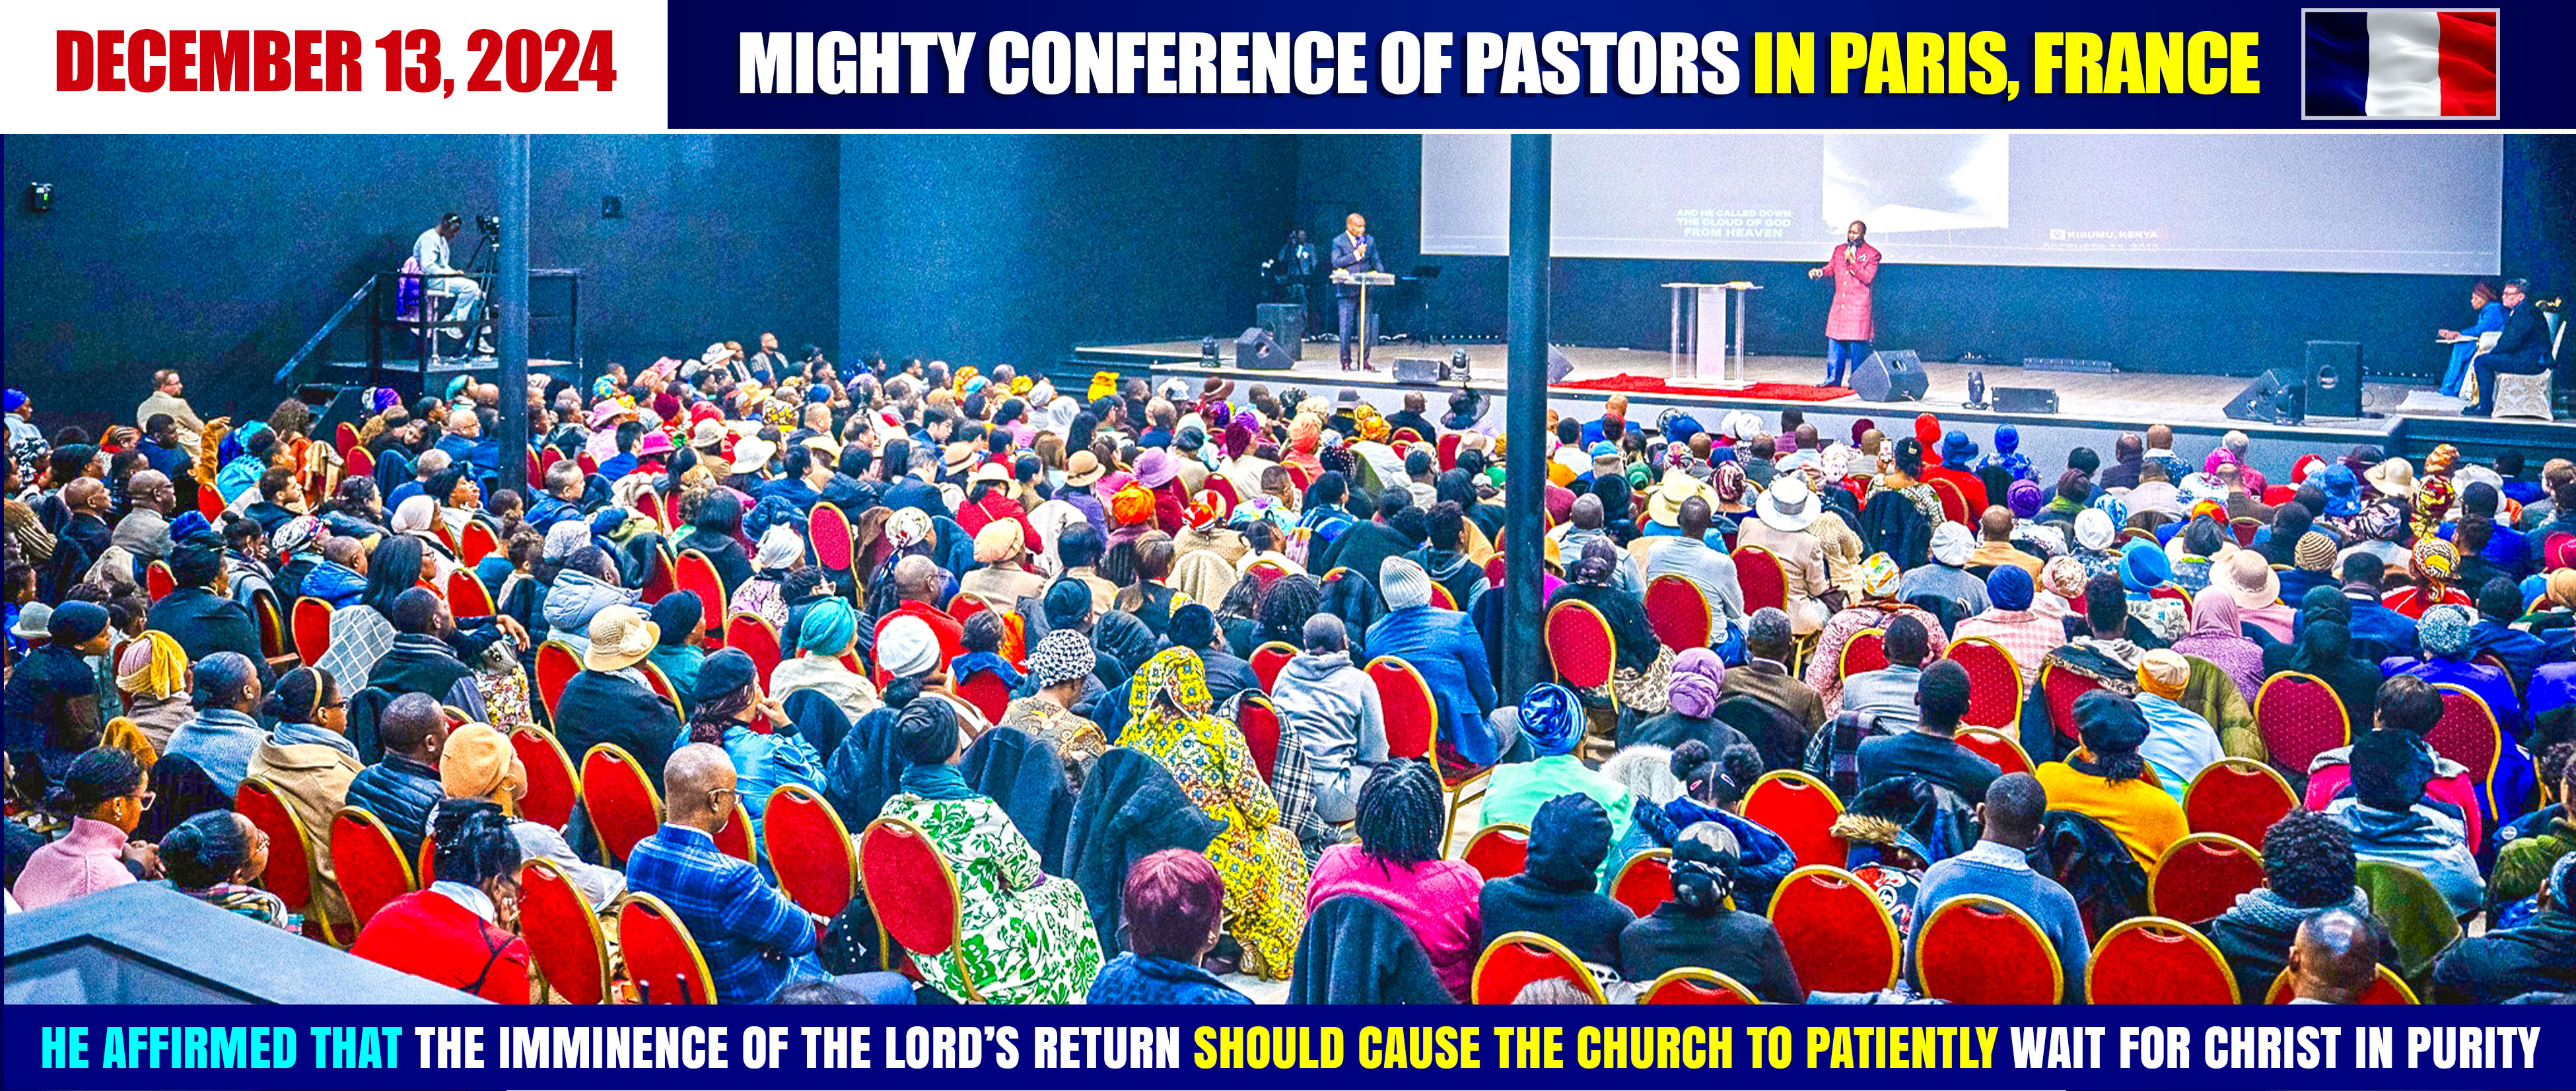 DECEMBER 13, 2024
MIGHTY CONFERENCE OF PASTORS IN PARIS, FRANCE
AND HE CALLED DOWN
THE CLOUD OF GOD
FROM HEAVEN
KISUMU, KENYA
HE AFFIRMED THAT THE IMMINENCE OF THE LORD’S RETURN SHOULD CAUSE THE CHURCH TO PATIENTLY WAIT FOR CHRIST IN PURITY